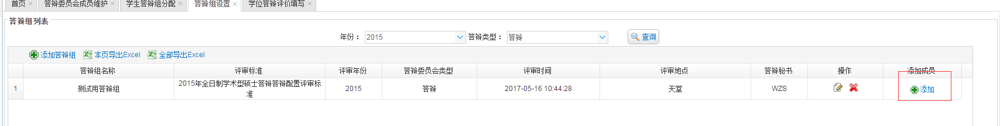 首页 答辩委员会成员维护 学生答辩组分配 答辩组设置 学位答辩评价填写
答辩组列表
年份： 2015 答辩类型： 答辩 查询
添加答辩组 本页导出Excel 全部导出Excel
答辩组名称 评审标准 评审年份 答辩委员会类型 评审时间 评审地点 答辩秘书 操作 添加成员
1 测试用答辩组 2015年全日制学术型硕士答辩答辩配置评审标 2015 答辩 2017-05-16 10:44:28 天堂 WZS 添加
准